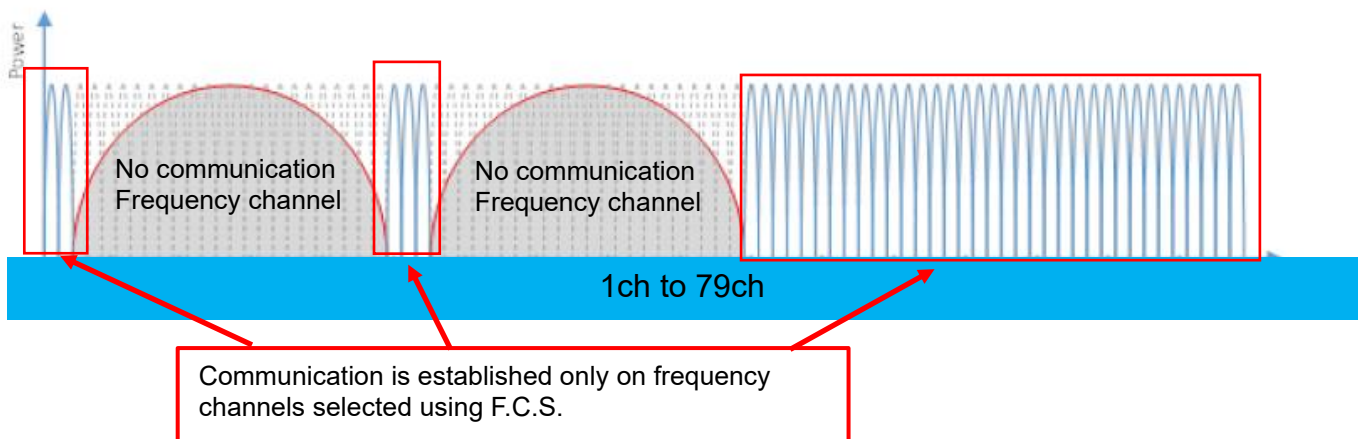 Power
No communication
Frequency channel
No communication
Frequency channel
1ch to 79ch
Communication is established only on frequency
channels selected using F.C.S.